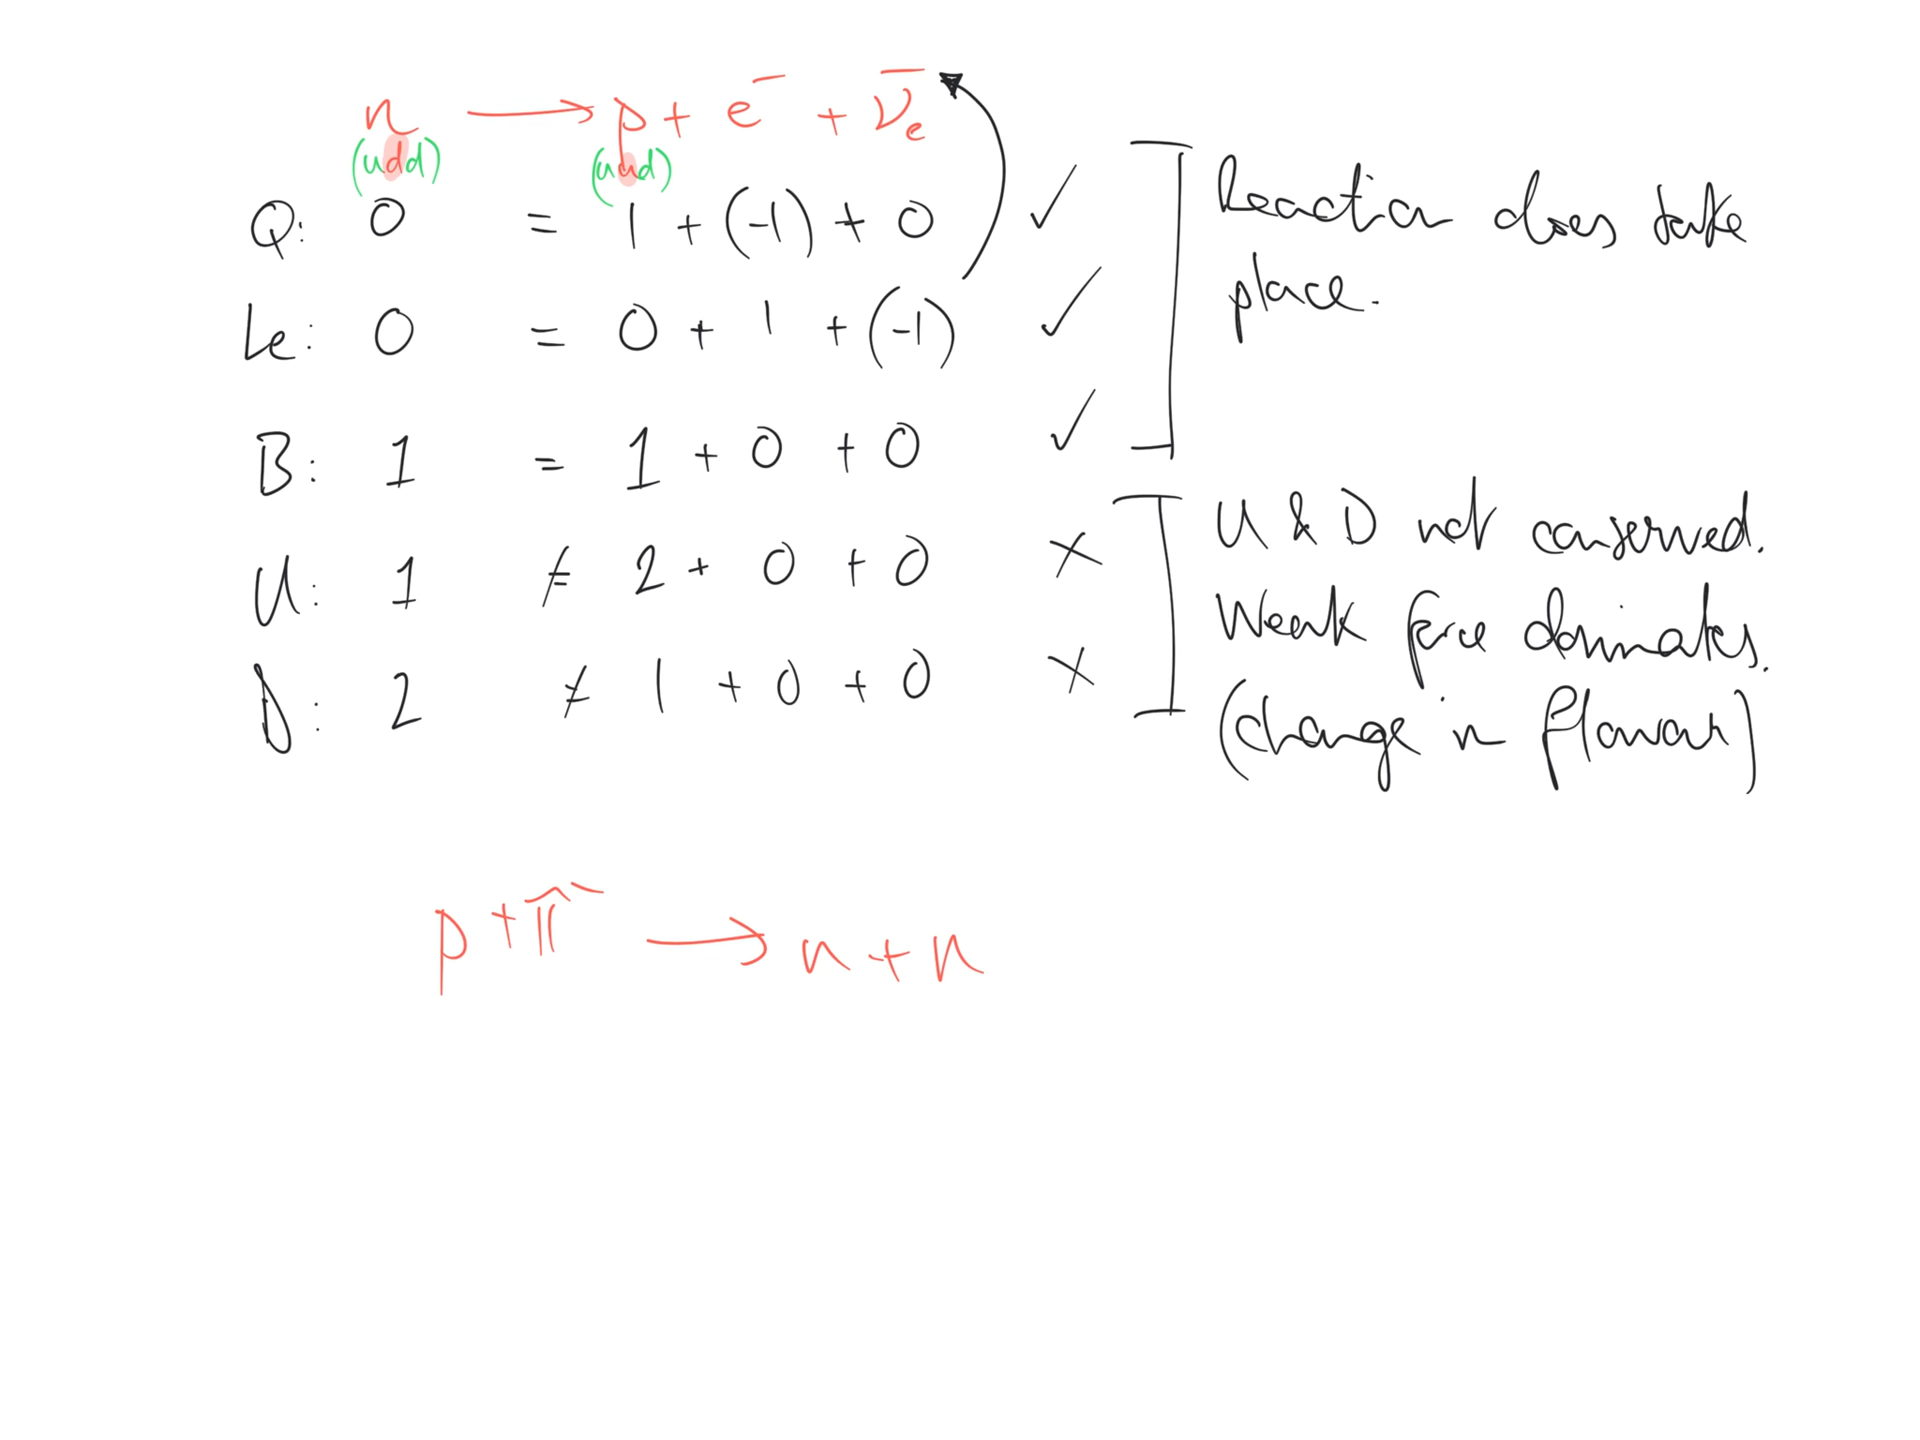 n → p + e⁻ + ν̄ₑ
(udd) (uud)
Q: 0 = 1 + (-1) + 0 ✓
Le: 0 = 0 + 1 + (-1) ✓
B: 1 = 1 + 0 + 0 ✓
Reaction does take
place.
U: 1 ≠ 2 + 0 + 0 ×
D: 2 ≠ 1 + 0 + 0 ×
U & D not conserved.
Weak force dominates.
(change in flavour)
p + π⁻ → n + n